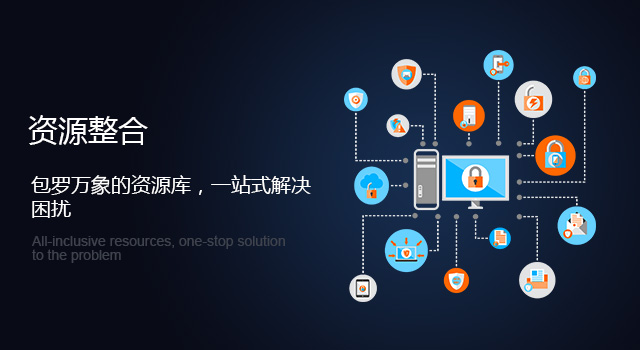 资源整合
包罗万象的资源库，一站式解决
困扰
All-inclusive resources, one-stop solution
to the problem